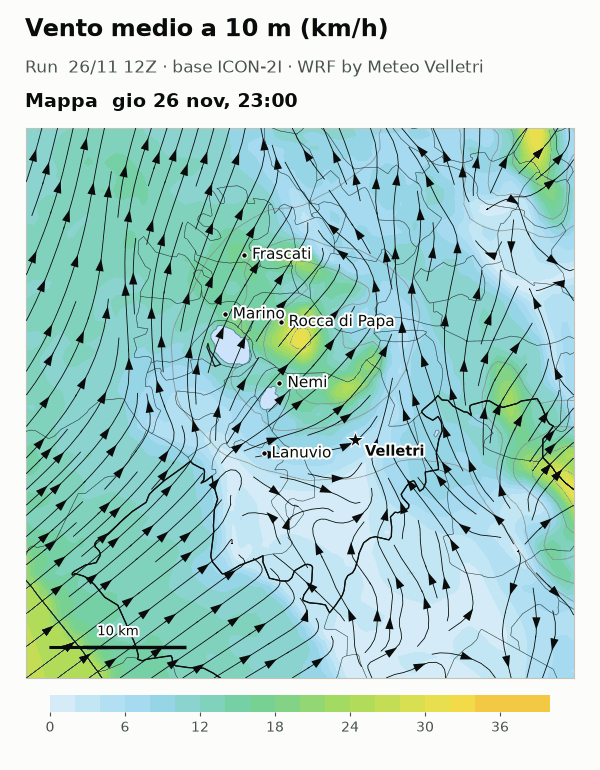 Vento medio a 10 m (km/h)
Run  26/11 12Z · base ICON-2I · WRF by Meteo Velletri
Mappa  gio 26 nov, 23:00
Frascati
Marino
Rocca di Papa
Nemi
Velletri
Lanuvio
10 km
0 6 12 18 24 30 36